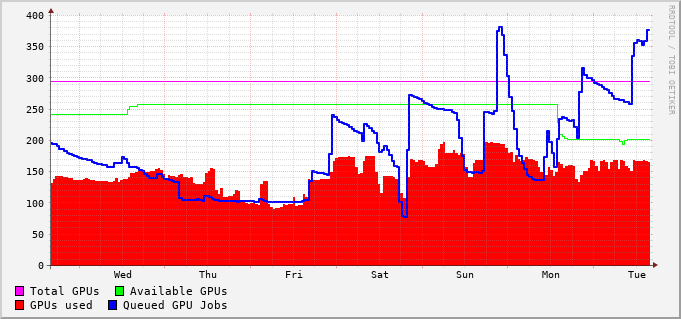 RRDTOOL / TOBI OETIKER
400
350
300
250
200
150
100
50
0
Wed Thu Fri Sat Sun Mon Tue
Total GPUs Available GPUs
GPUs used Queued GPU Jobs